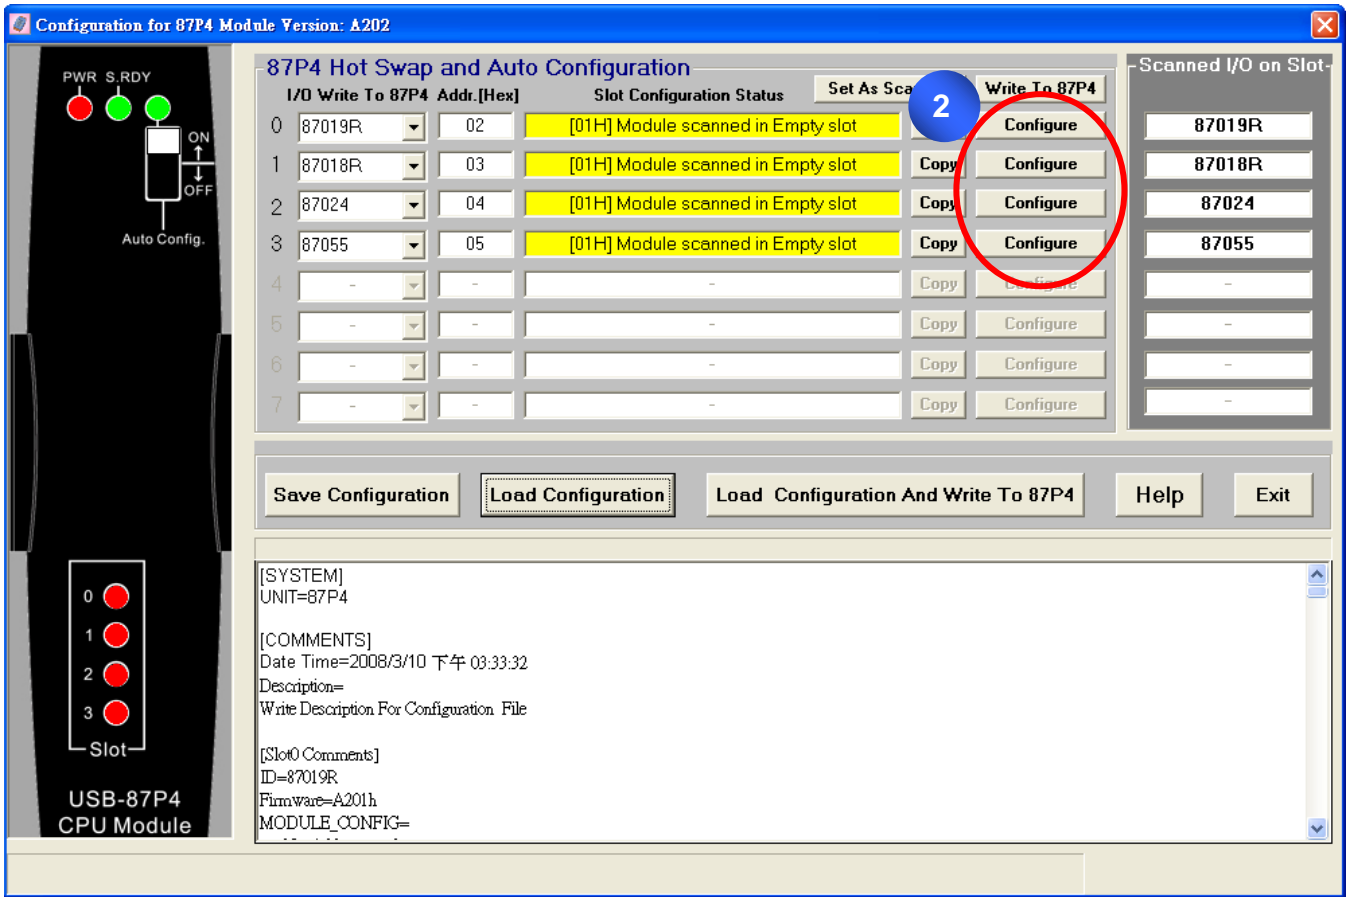 Configuration for 87P4 Module Version: A202
PWR S.RDY
ON
OFF
Auto Config.
0
1
2
3
Slot
USB-87P4
CPU Module
87P4 Hot Swap and Auto Configuration
I/O Write To 87P4 Addr.[Hex] Slot Configuration Status Set As Sca Write To 87P4
2
0 87019R 02 [01H] Module scanned in Empty slot Configure
1 87018R 03 [01H] Module scanned in Empty slot Copy Configure
2 87024 04 [01H] Module scanned in Empty slot Copy Configure
3 87055 05 [01H] Module scanned in Empty slot Copy Configure
4 - - - Copy Configure
5 - - - Copy Configure
6 - - - Copy Configure
7 - - - Copy Configure
Scanned I/O on Slot
87019R
87018R
87024
87055
-
-
-
-
Save Configuration Load Configuration Load Configuration And Write To 87P4 Help Exit
[SYSTEM]
UNIT=87P4
[COMMENTS]
Date Time=2008/3/10 下午 03:33:32
Description=
Write Description For Configuration File
[Slot0 Comments]
ID=87019R
Firmware=A201h
MODULE_CONFIG=